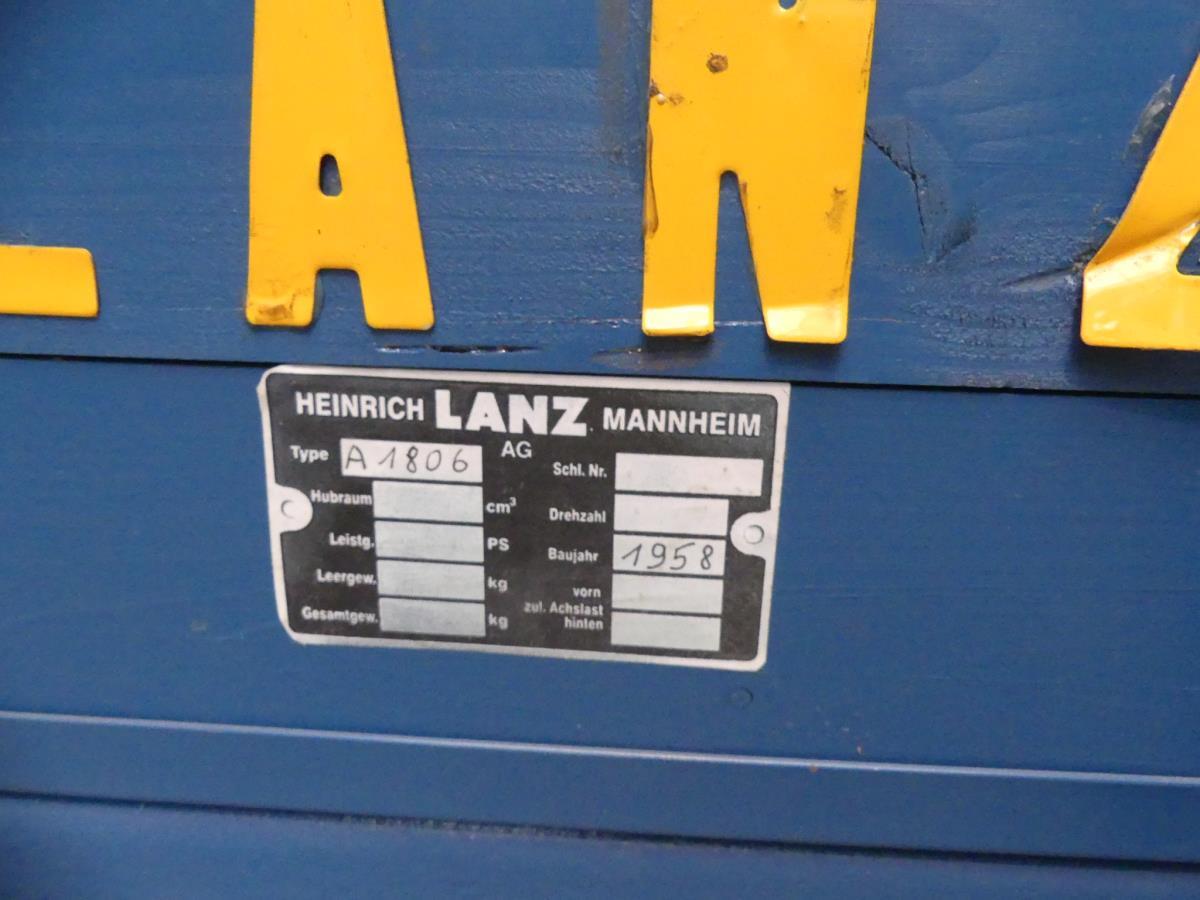 LANZ
HEINRICH LANZ MANNHEIM
AG
Type A 1806 Schl. Nr.
Hubraum cm³ Drehzahl
Leistg. PS Baujahr 1958
Leergew. kg vorn
zul. Achslast
Gesamtgew. kg hinten